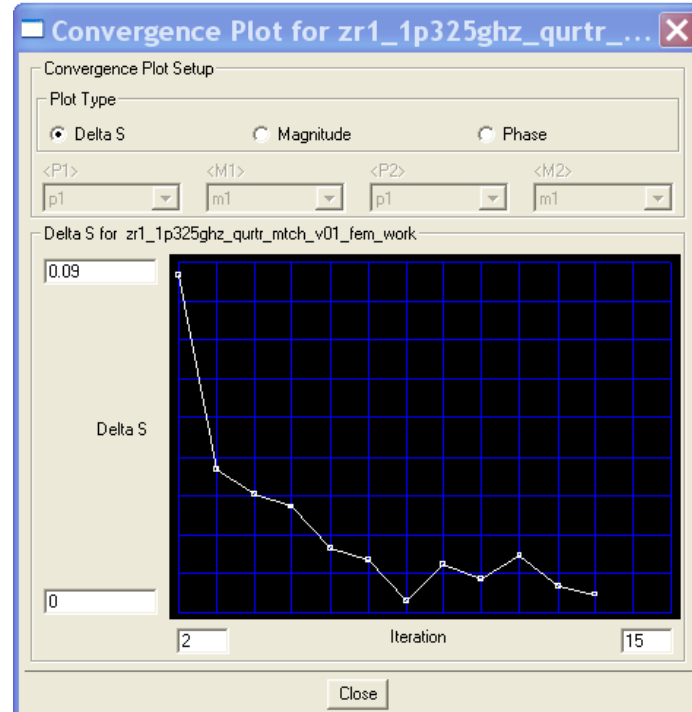 Convergence Plot for zr1_1p325ghz_qurtr_...
Convergence Plot Setup
Plot Type
Delta S Magnitude Phase
<P1> <M1> <P2> <M2>
p1 m1 p1 m1
Delta S for zr1_1p325ghz_qurtr_mtch_v01_fem_work
0.09
Delta S
0
2 Iteration 15
Close